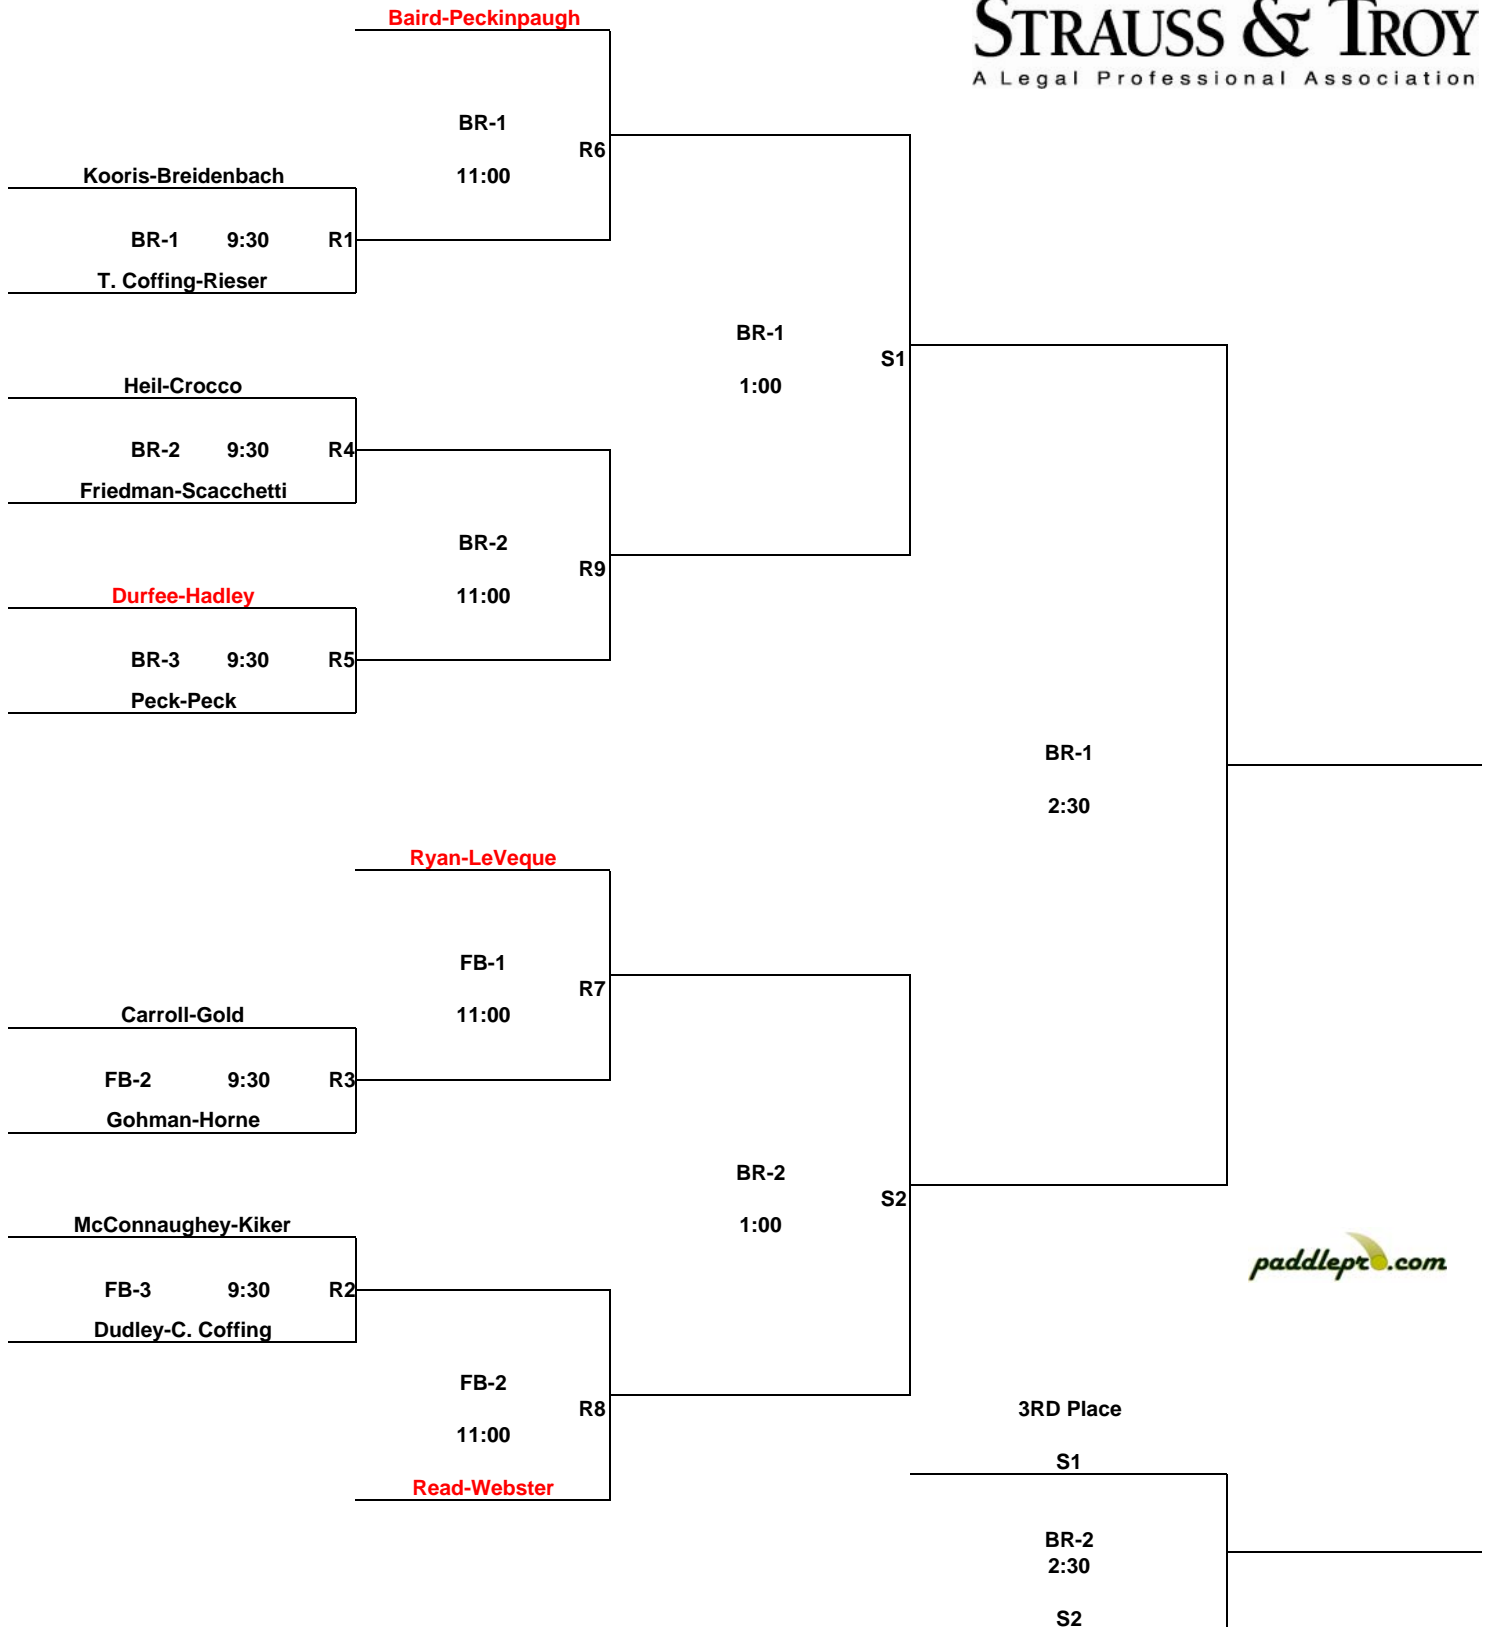 Baird-Peckinpaugh
STRAUSS & TROY
A Legal Professional Association
BR-1
R6
11:00
Kooris-Breidenbach
BR-1 9:30 R1
T. Coffing-Rieser
BR-1
S1
1:00
Heil-Crocco
BR-2 9:30 R4
Friedman-Scacchetti
BR-2
R9
11:00
Durfee-Hadley
BR-3 9:30 R5
Peck-Peck
BR-1
2:30
Ryan-LeVeque
FB-1
R7
11:00
Carroll-Gold
FB-2 9:30 R3
Gohman-Horne
BR-2
S2
1:00
McConnaughey-Kiker
FB-3 9:30 R2
Dudley-C. Coffing
paddlepro.com
FB-2
R8
11:00
Read-Webster
3RD Place
S1
BR-2
2:30
S2